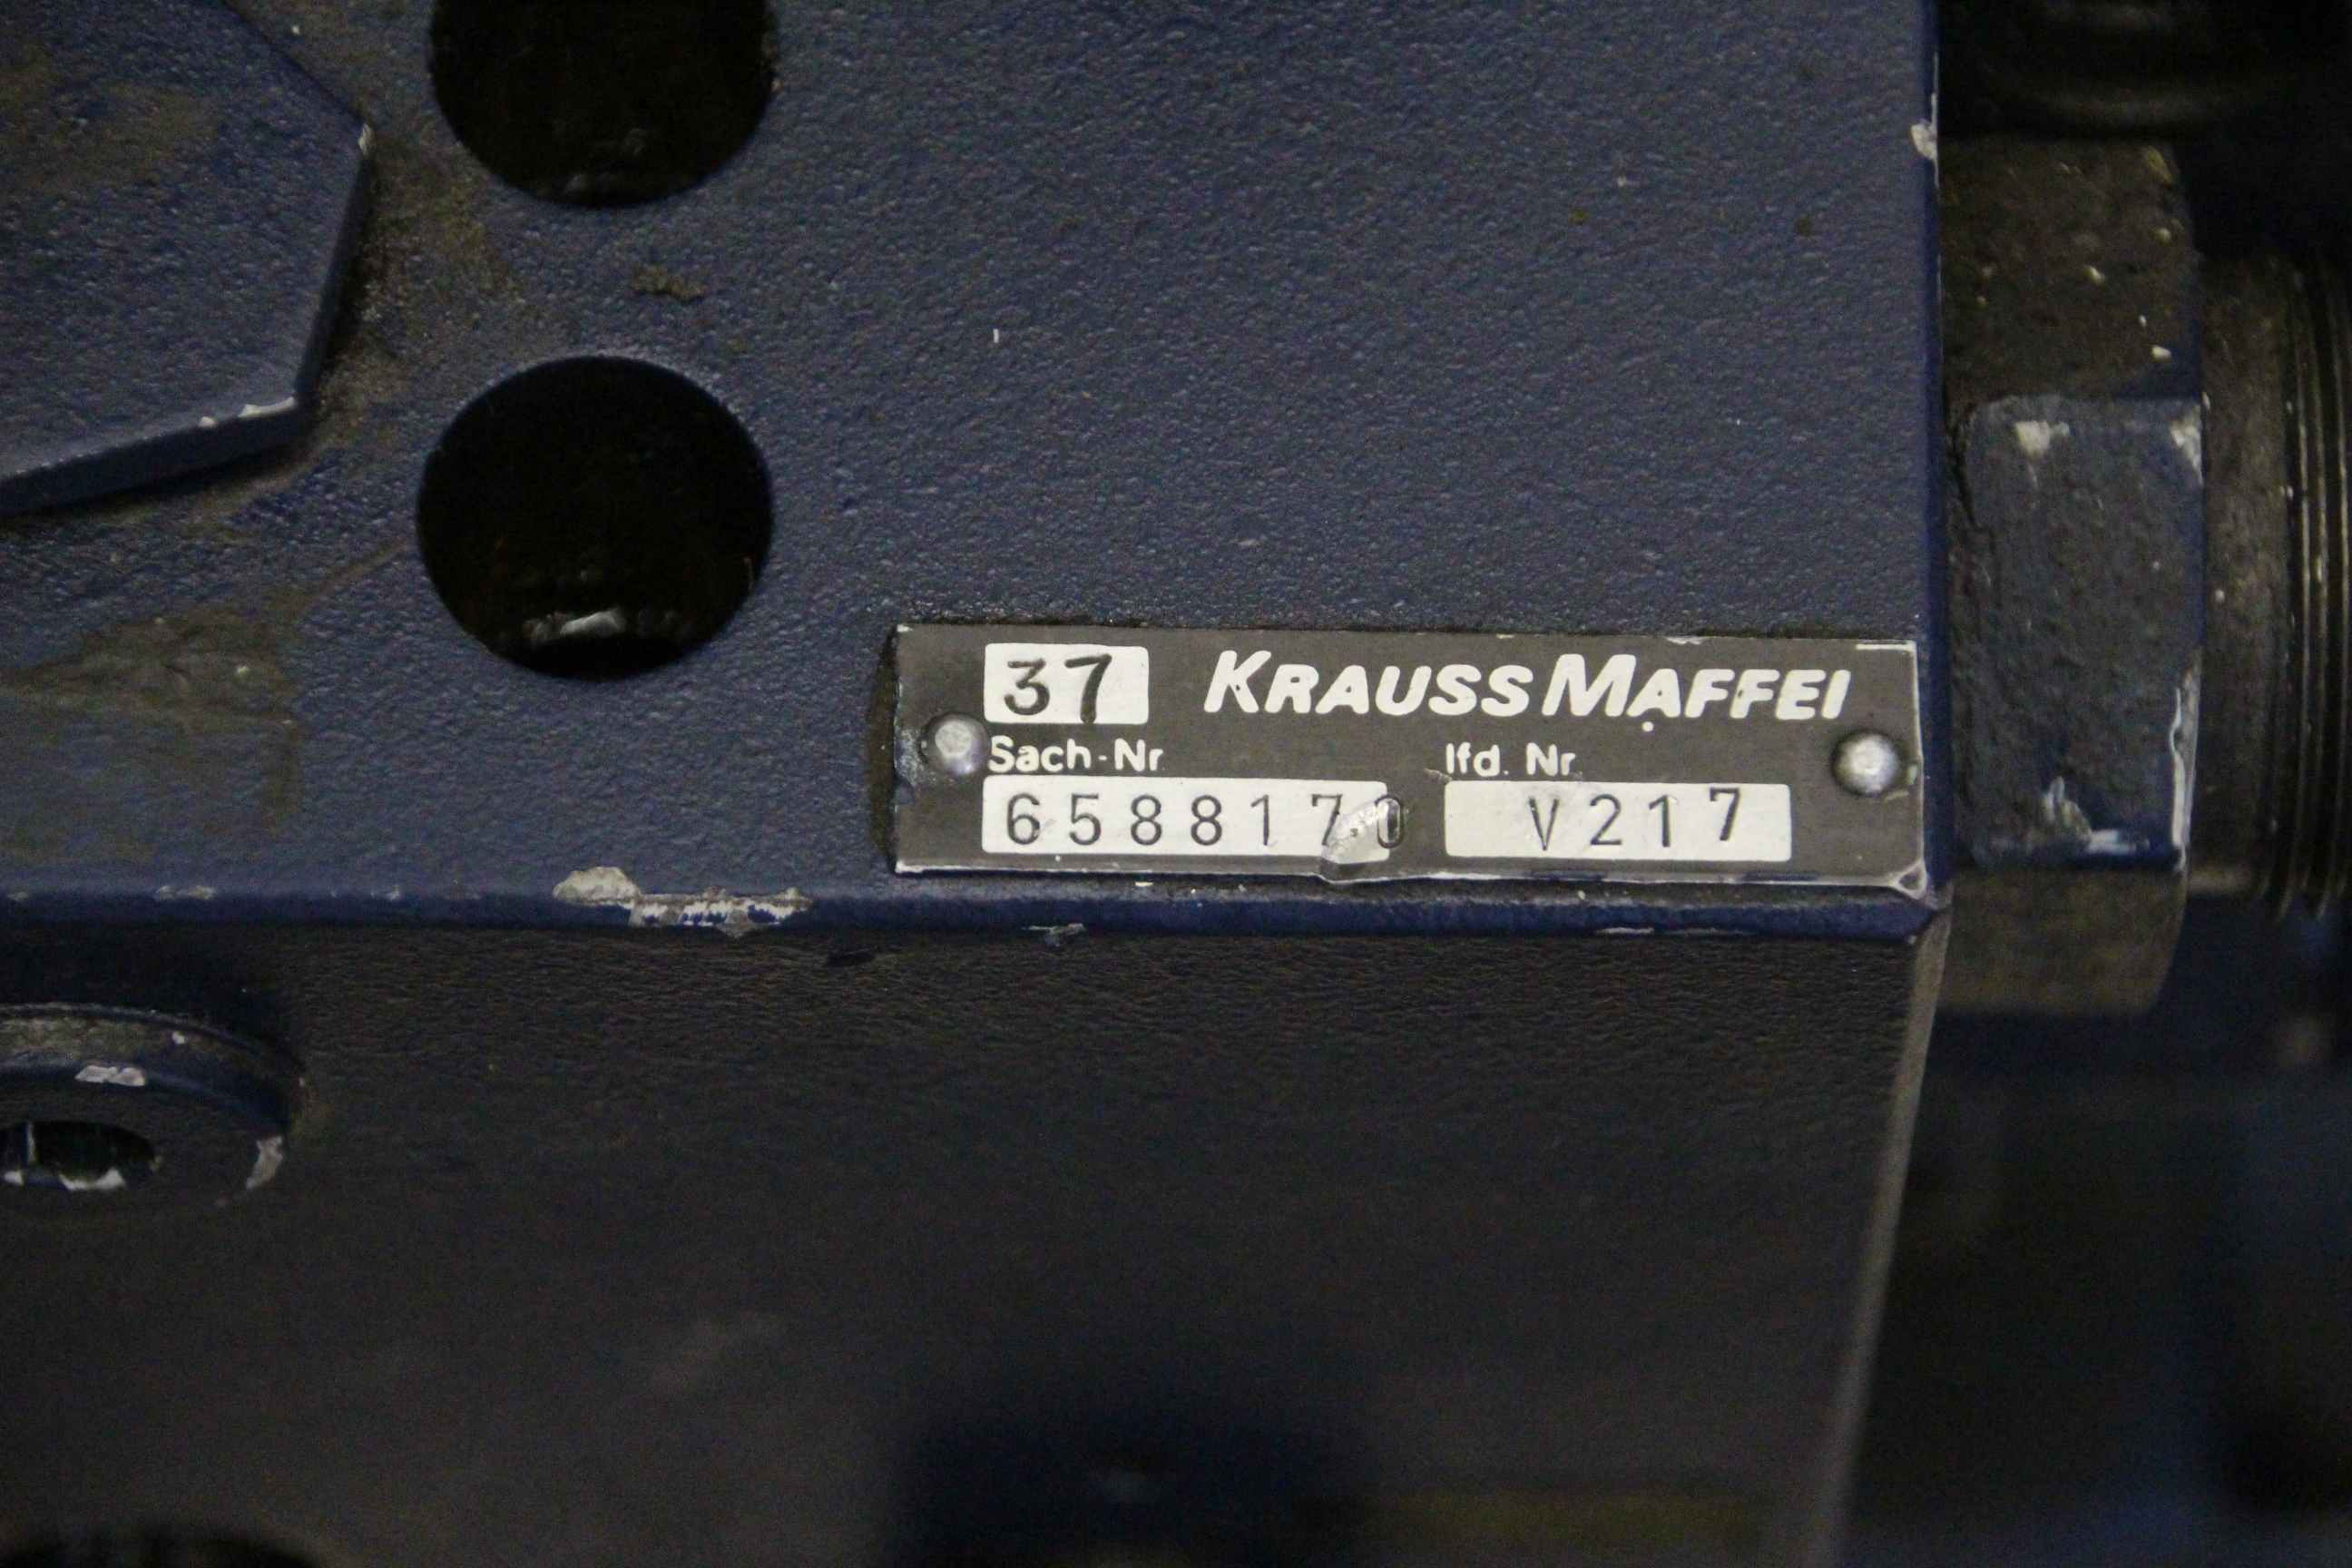 37 KRAUSS MAFFEI
Sach-Nr lfd. Nr
6588170 V217